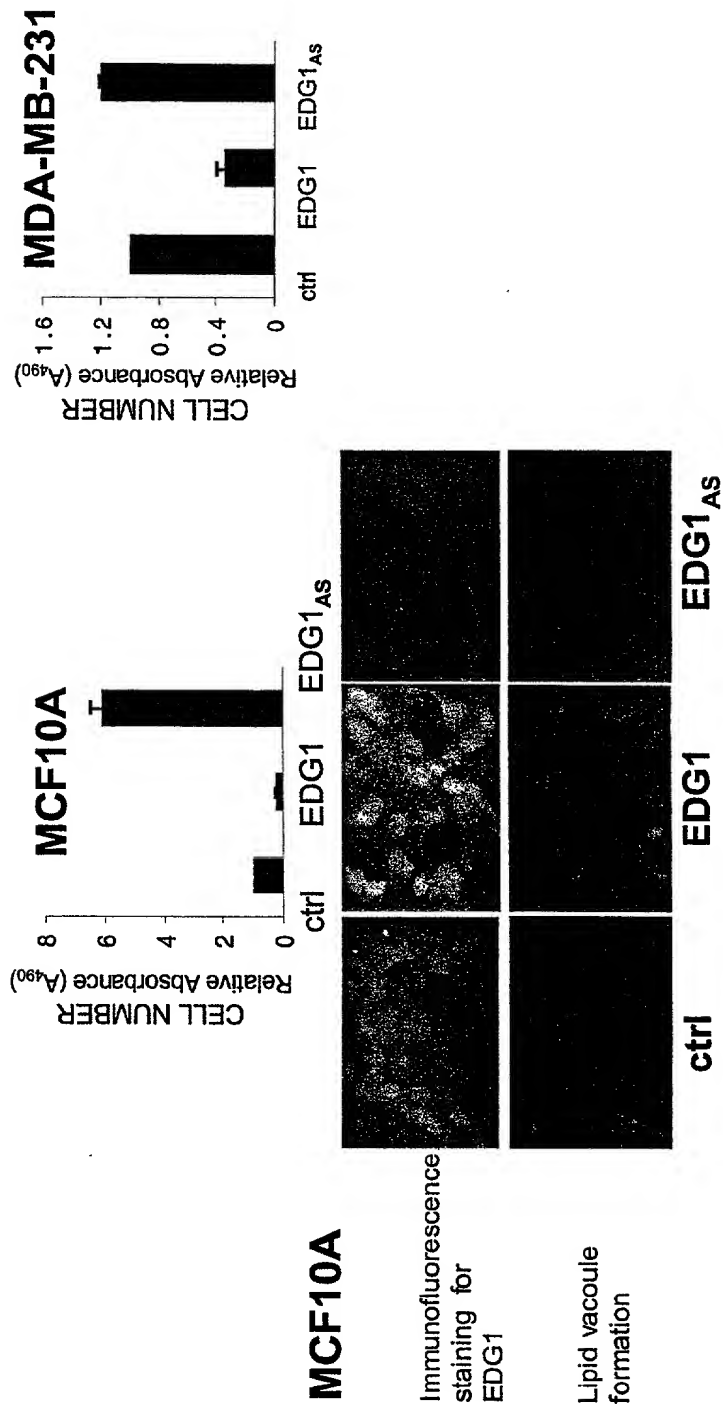 MCF10A
CELL NUMBER
Relative Absorbance (A490)
8
6
4
2
0
ctrl
EDG1
EDG1AS
MDA-MB-231
CELL NUMBER
Relative Absorbance (A490)
1.6
1.2
0.8
0.4
0
ctrl
EDG1
EDG1AS
MCF10A
Immunofluorescence
staining for
EDG1
Lipid vacoule
formation
ctrl
EDG1
EDG1AS